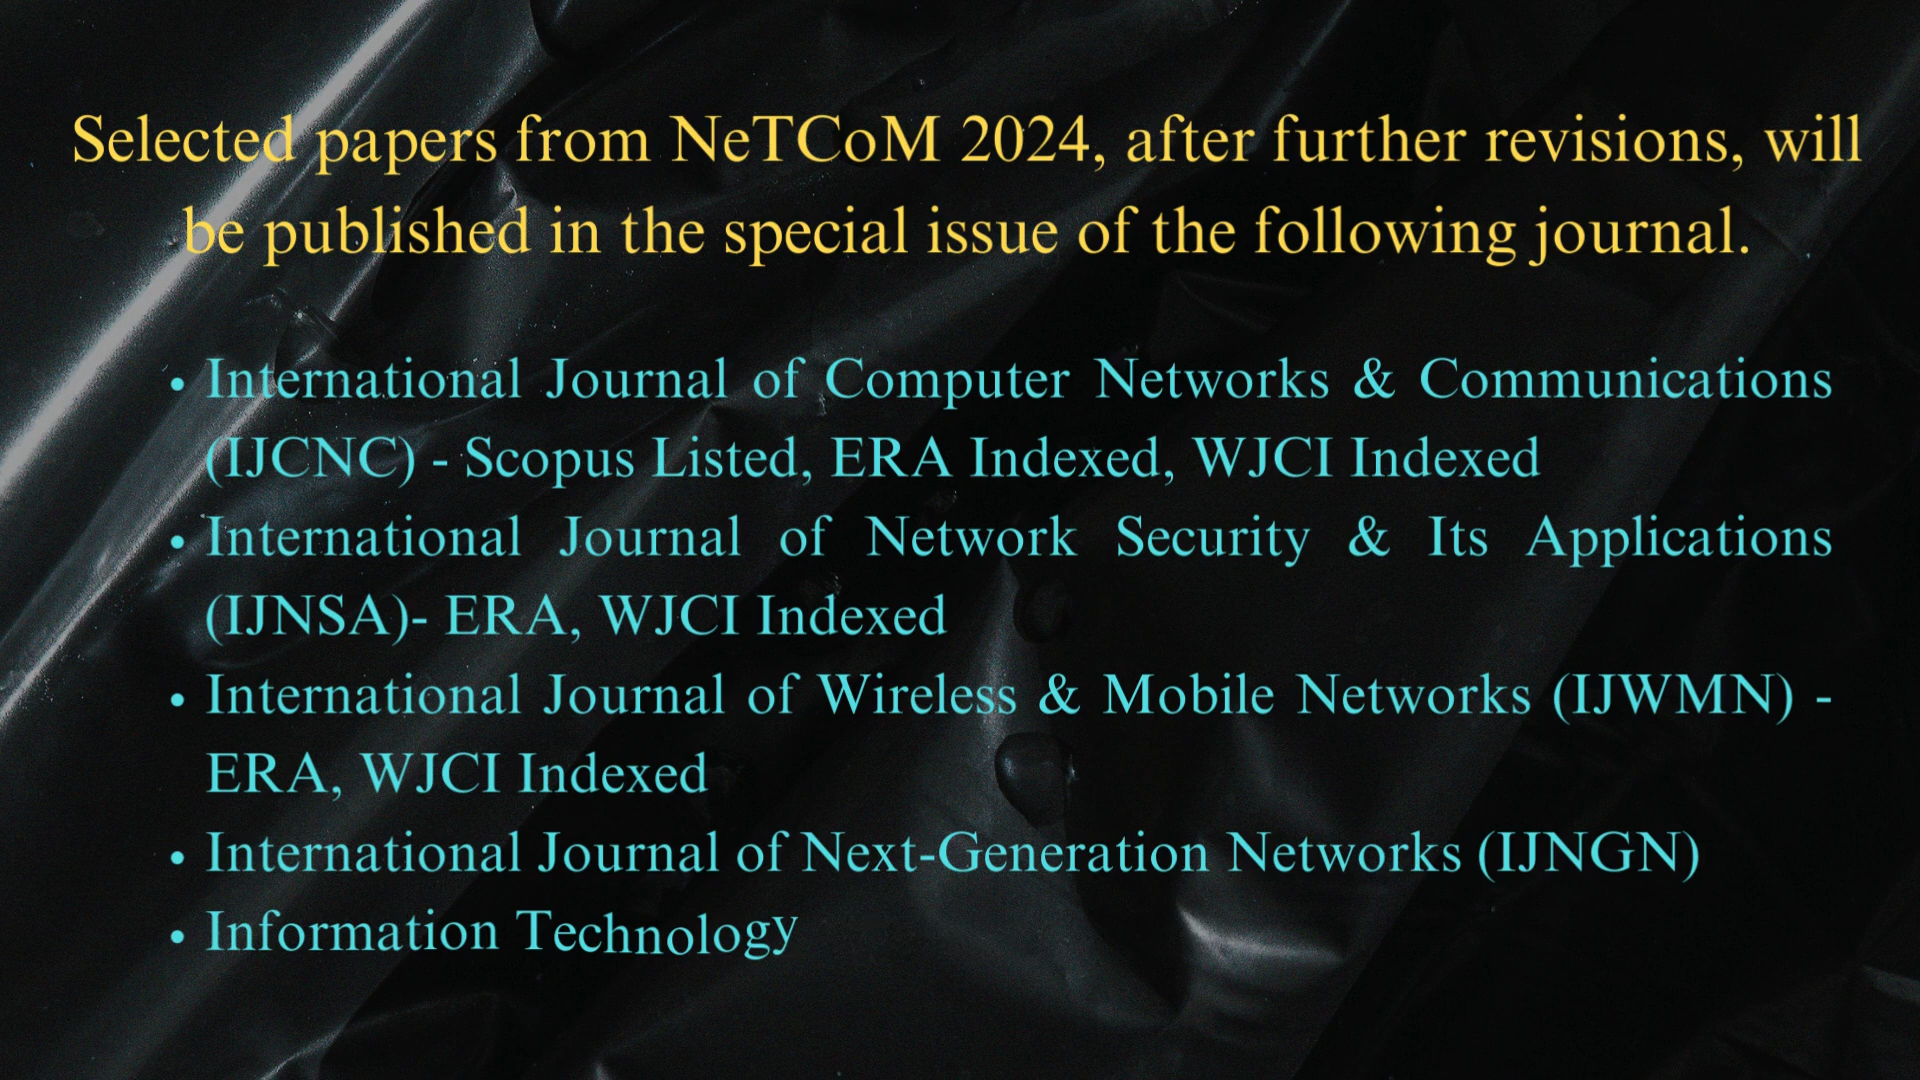 Selected papers from NeTCoM 2024, after further revisions, will
be published in the special issue of the following journal.
• International Journal of Computer Networks & Communications
(IJCNC) - Scopus Listed, ERA Indexed, WJCI Indexed
• International Journal of Network Security & Its Applications
(IJNSA)- ERA, WJCI Indexed
• International Journal of Wireless & Mobile Networks (IJWMN) -
ERA, WJCI Indexed
• International Journal of Next-Generation Networks (IJNGN)
• Information Technology